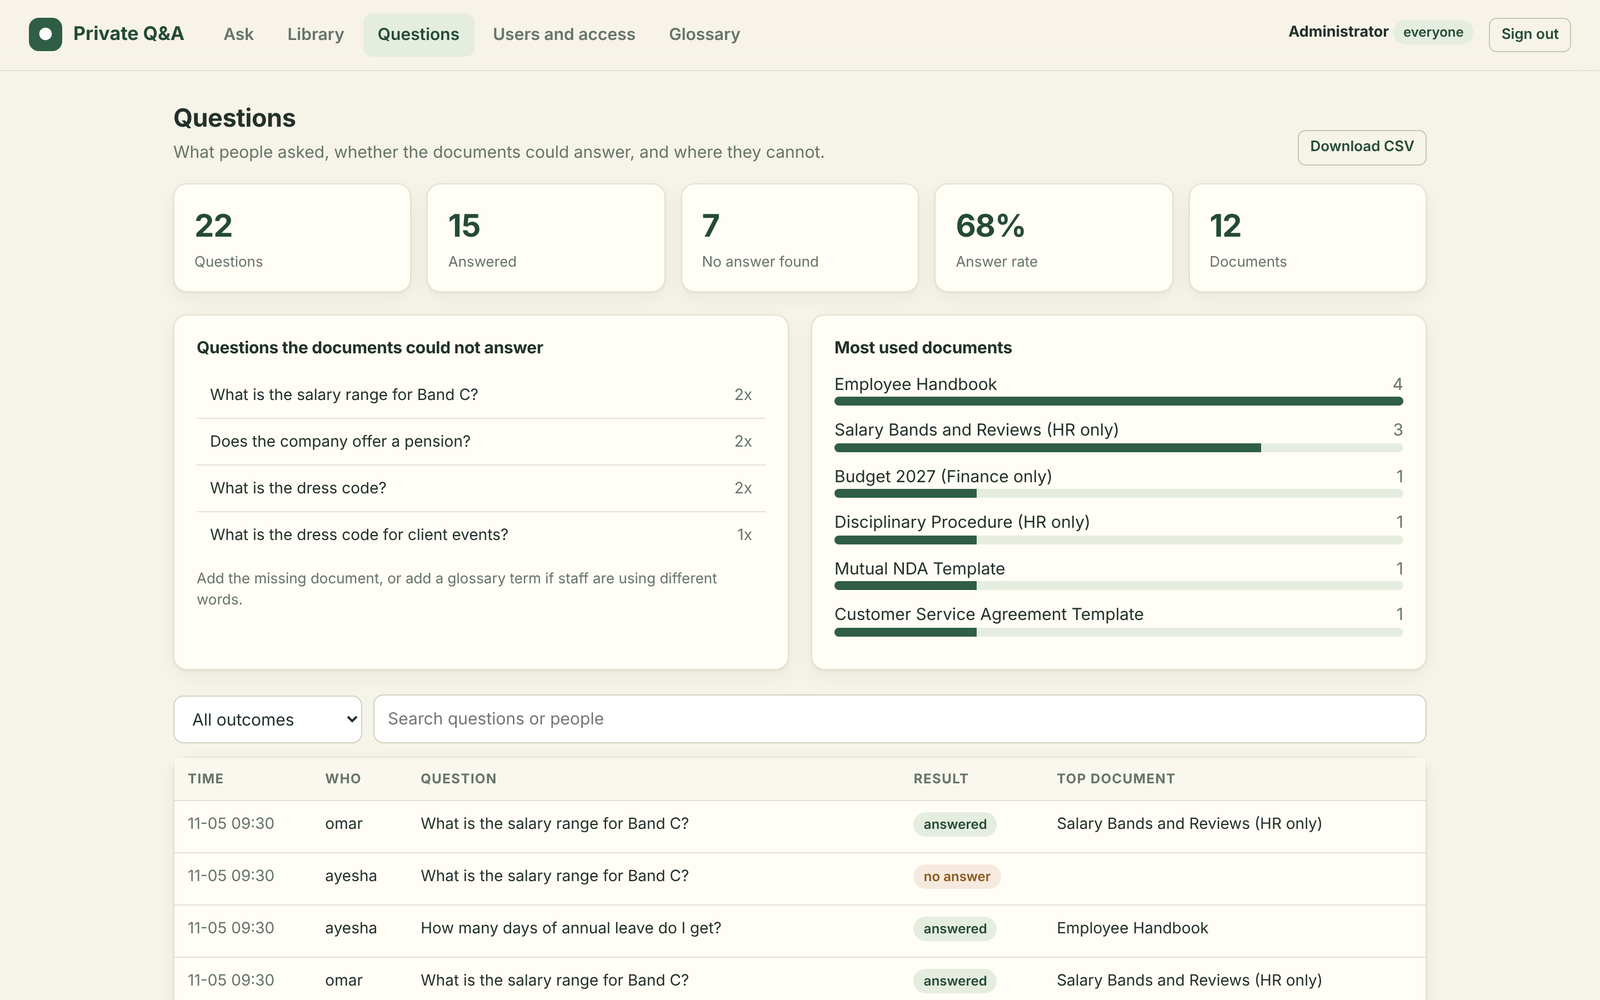 Private Q&A
Ask
Library
Questions
Users and access
Glossary
Administrator
everyone
Sign out
Questions
What people asked, whether the documents could answer, and where they cannot.
Download CSV
22
Questions
15
Answered
7
No answer found
68%
Answer rate
12
Documents
Questions the documents could not answer
What is the salary range for Band C? 2x
Does the company offer a pension? 2x
What is the dress code? 2x
What is the dress code for client events? 1x
Add the missing document, or add a glossary term if staff are using different
words.
Most used documents
Employee Handbook 4
Salary Bands and Reviews (HR only) 3
Budget 2027 (Finance only) 1
Disciplinary Procedure (HR only) 1
Mutual NDA Template 1
Customer Service Agreement Template 1
All outcomes
Search questions or people
TIME WHO QUESTION RESULT TOP DOCUMENT
11-05 09:30 omar What is the salary range for Band C? answered Salary Bands and Reviews (HR only)
11-05 09:30 ayesha What is the salary range for Band C? no answer
11-05 09:30 ayesha How many days of annual leave do I get? answered Employee Handbook
11-05 09:30 omar What is the salary range for Band C? answered Salary Bands and Reviews (HR only)